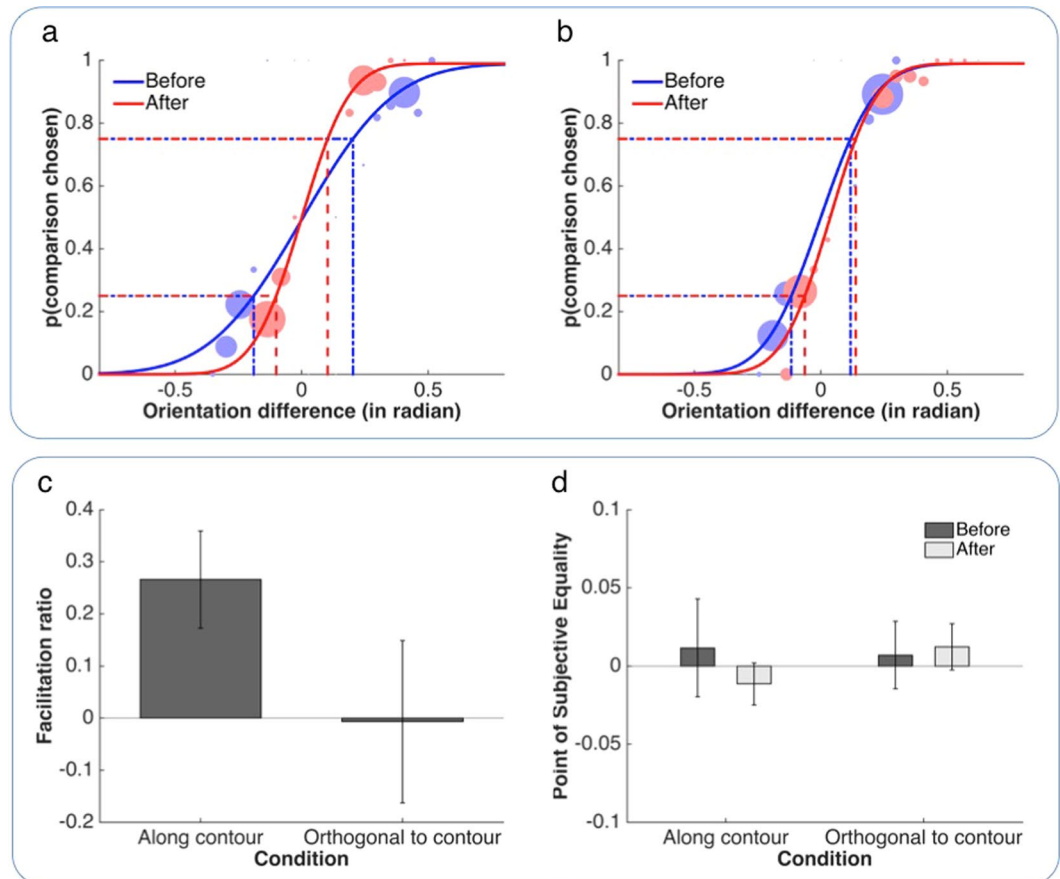 a
1
0.8
0.6
0.4
0.2
0
p(comparison chosen)
Before
After
-0.5
0
0.5
Orientation difference (in radian)
b
1
0.8
0.6
0.4
0.2
0
p(comparison chosen)
Before
After
-0.5
0
0.5
Orientation difference (in radian)
c
0.4
0.3
0.2
0.1
0
-0.1
-0.2
Facilitation ratio
Along contour
Orthogonal to contour
Condition
d
0.1
0.05
0
-0.05
-0.1
Point of Subjective Equality
Before
After
Along contour
Orthogonal to contour
Condition